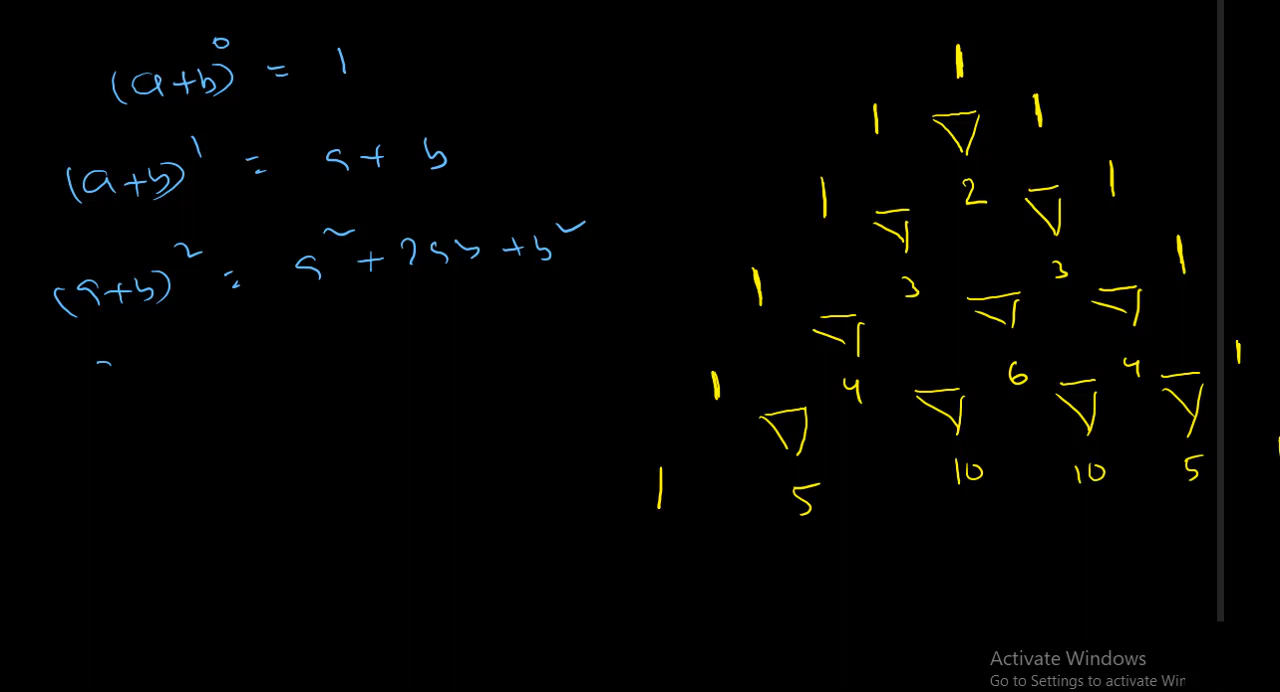 (a+b)⁰ = 1
(a+b)¹ = a + b
(a+b)² = a² + 2ab + b²
1
1 1
1 2 1
1 3 3 1
1 4 6 4 1
1 5 10 10 5
Activate Windows
Go to Settings to activate Win